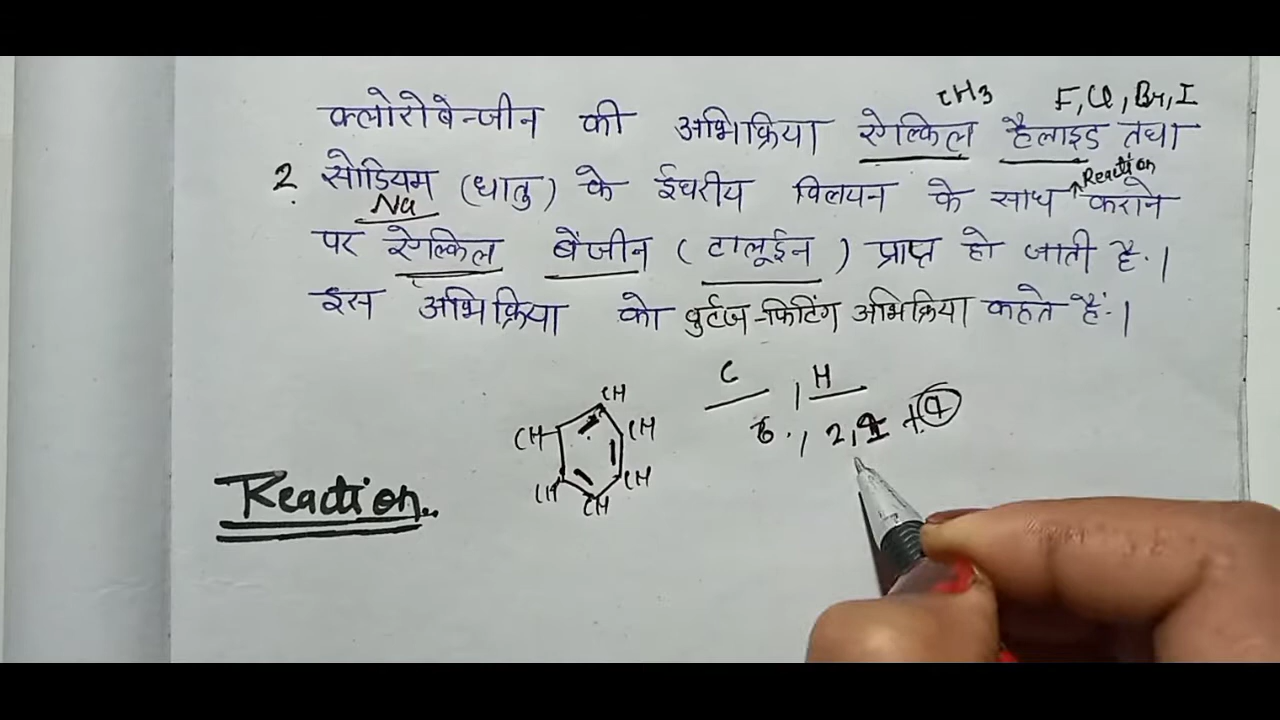 CH3 F, Cl, Br, I
क्लोरोबेन्जीन की अभिक्रिया ऐल्किल हैलाइड तथा
Reaction
2. सोडियम (धातु) के ईथरीय विलयन के साथ कराने
Na
पर ऐल्किल बेंजीन ( टालूईन ) प्राप्त हो जाती है।
इस अभिक्रिया को वुर्टज-फिटिंग अभिक्रिया कहते हैं।
C , H
CH
CH CH
6 , 2,
4
CH CH
CH
Reaction